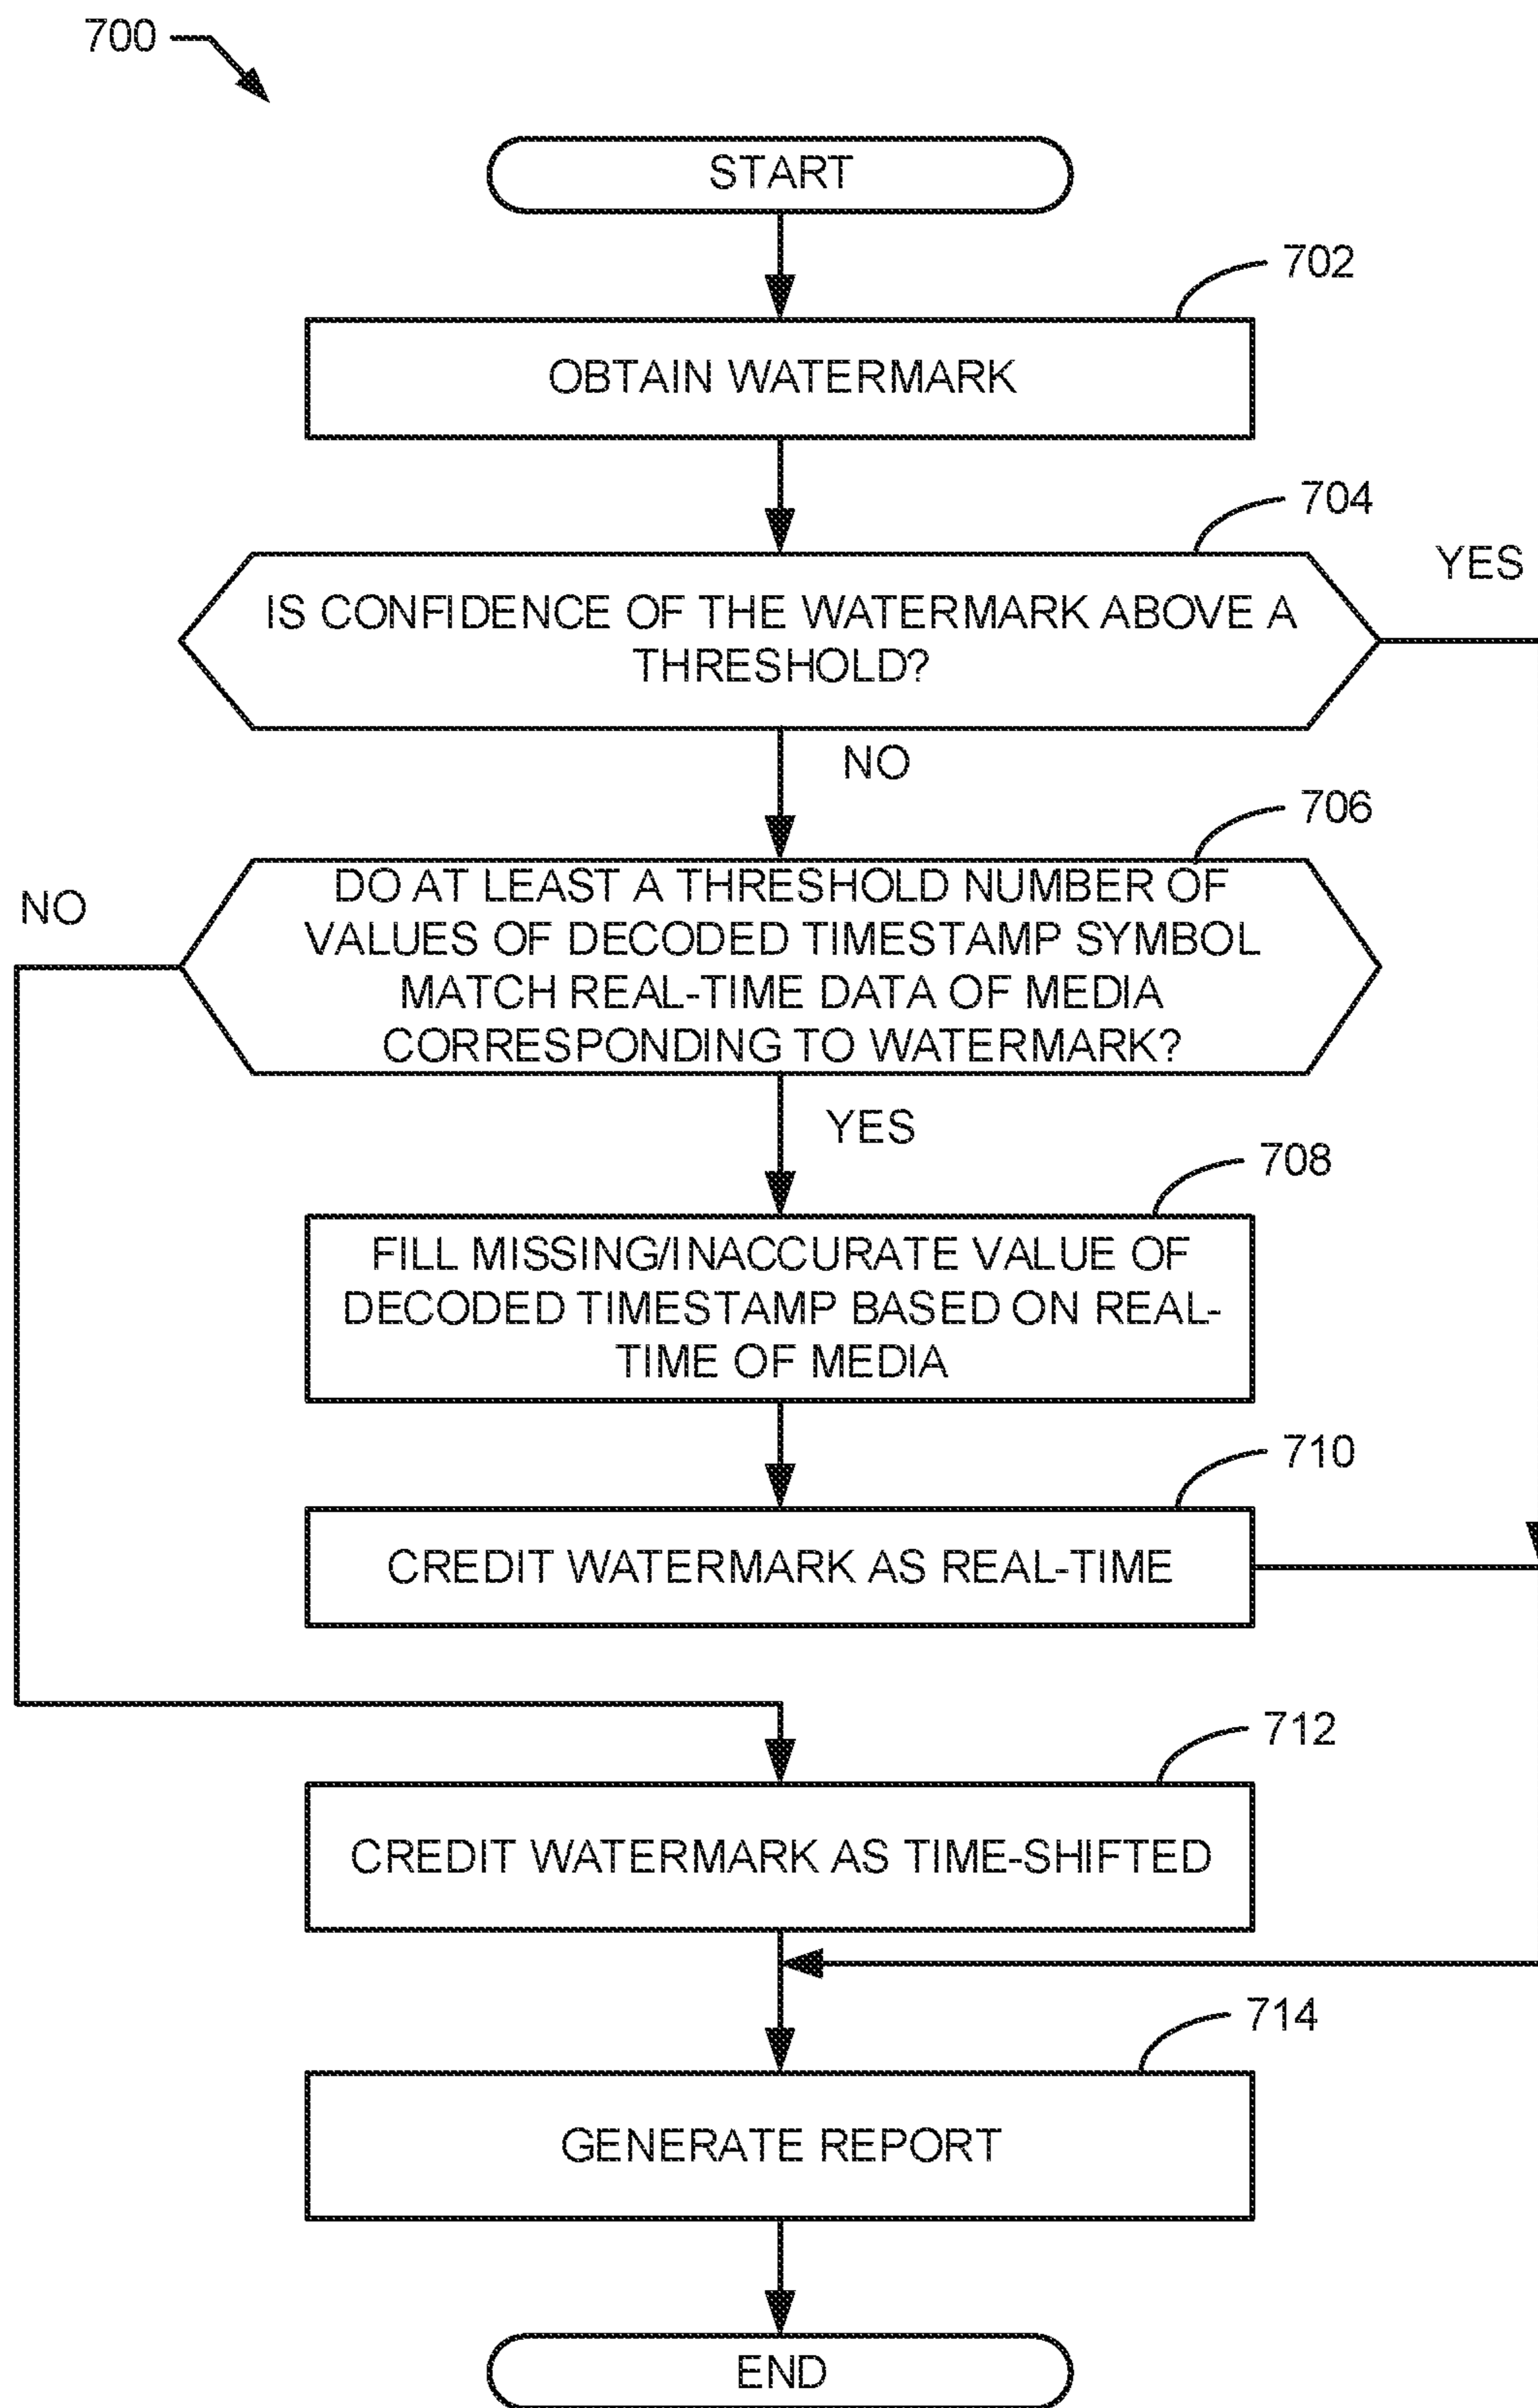 700
START
702
OBTAIN WATERMARK
704
YES
IS CONFIDENCE OF THE WATERMARK ABOVE A
THRESHOLD?
NO
706
NO
DO AT LEAST A THRESHOLD NUMBER OF
VALUES OF DECODED TIMESTAMP SYMBOL
MATCH REAL-TIME DATA OF MEDIA
CORRESPONDING TO WATERMARK?
YES
708
FILL MISSING/INACCURATE VALUE OF
DECODED TIMESTAMP BASED ON REAL-
TIME OF MEDIA
710
CREDIT WATERMARK AS REAL-TIME
712
CREDIT WATERMARK AS TIME-SHIFTED
714
GENERATE REPORT
END